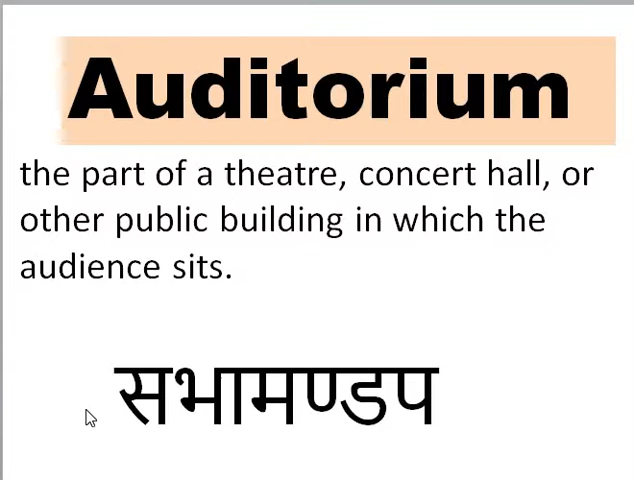 Auditorium
the part of a theatre, concert hall, or
other public building in which the
audience sits.
सभामण्डप